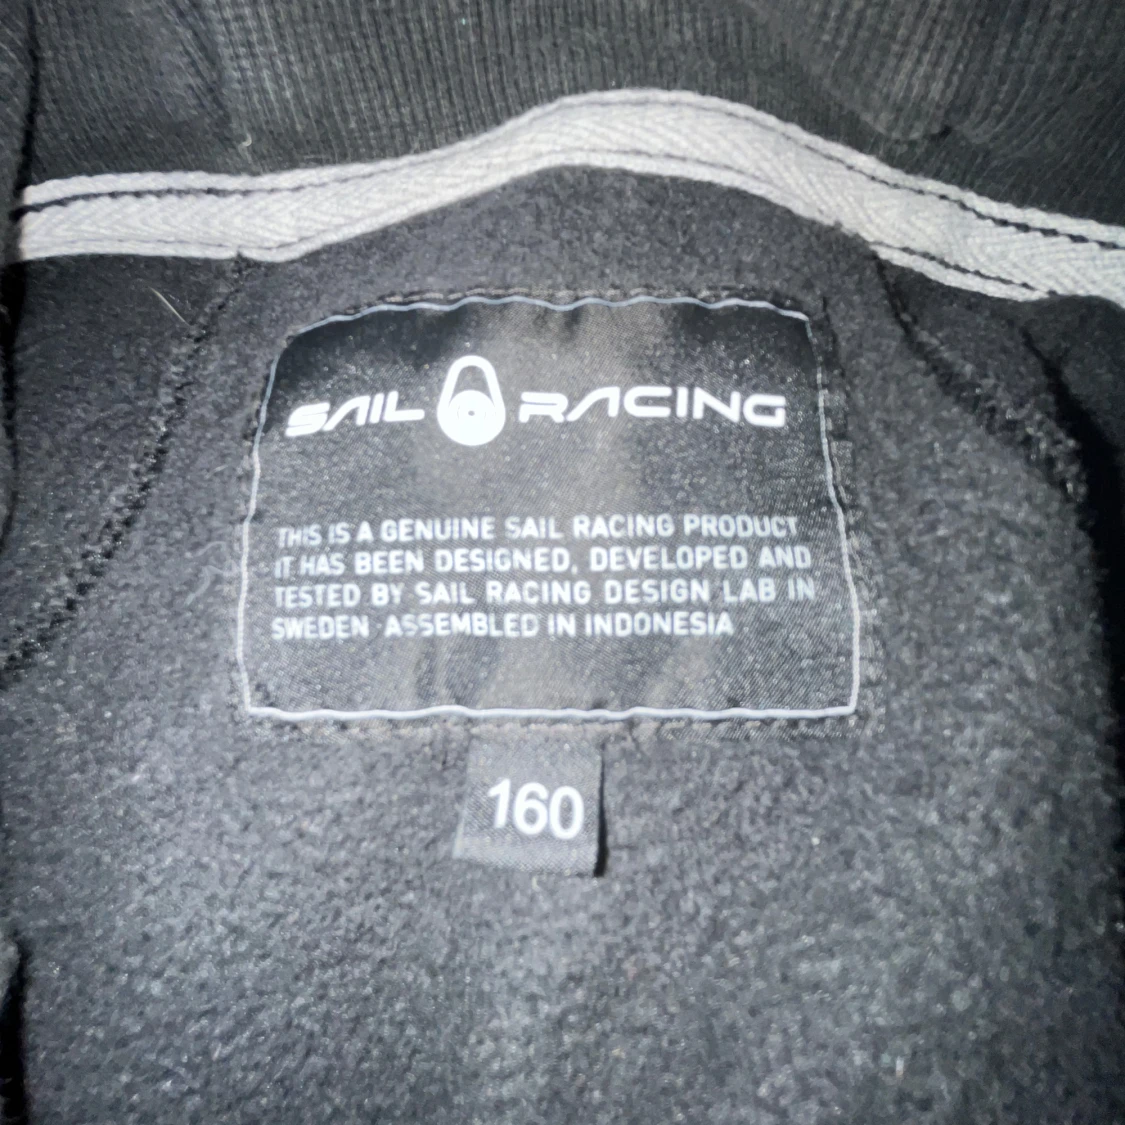 SAIL RACING
THIS IS A GENUINE SAIL RACING PRODUCT
IT HAS BEEN DESIGNED, DEVELOPED AND
TESTED BY SAIL RACING DESIGN LAB IN
SWEDEN ASSEMBLED IN INDONESIA
160